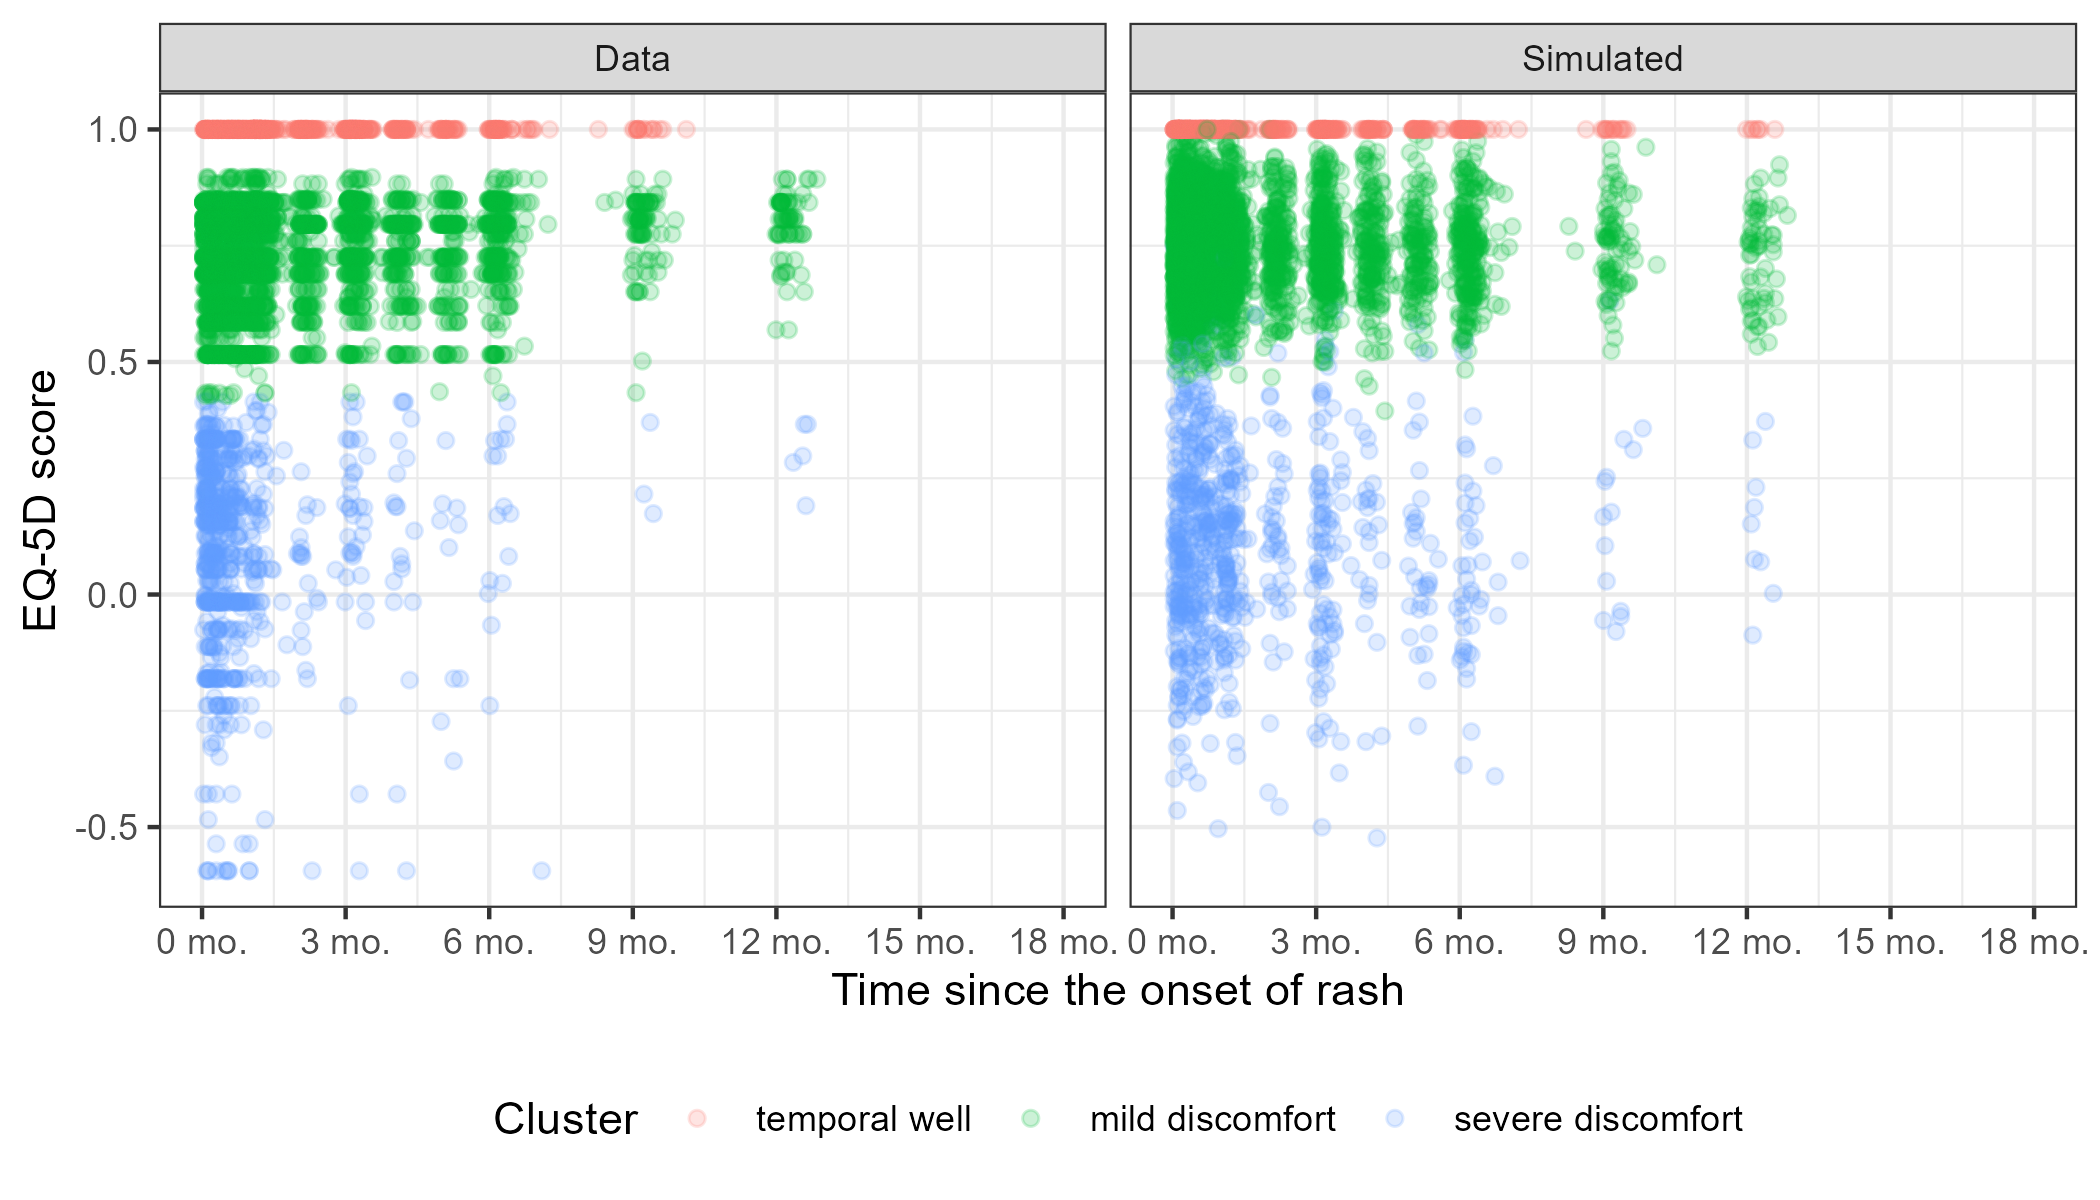 Data
Simulated
EQ-5D score
1.0
0.5
0.0
-0.5
0 mo. 3 mo. 6 mo. 9 mo. 12 mo. 15 mo. 18 mo.
0 mo. 3 mo. 6 mo. 9 mo. 12 mo. 15 mo. 18 mo.
Time since the onset of rash
Cluster temporal well mild discomfort severe discomfort